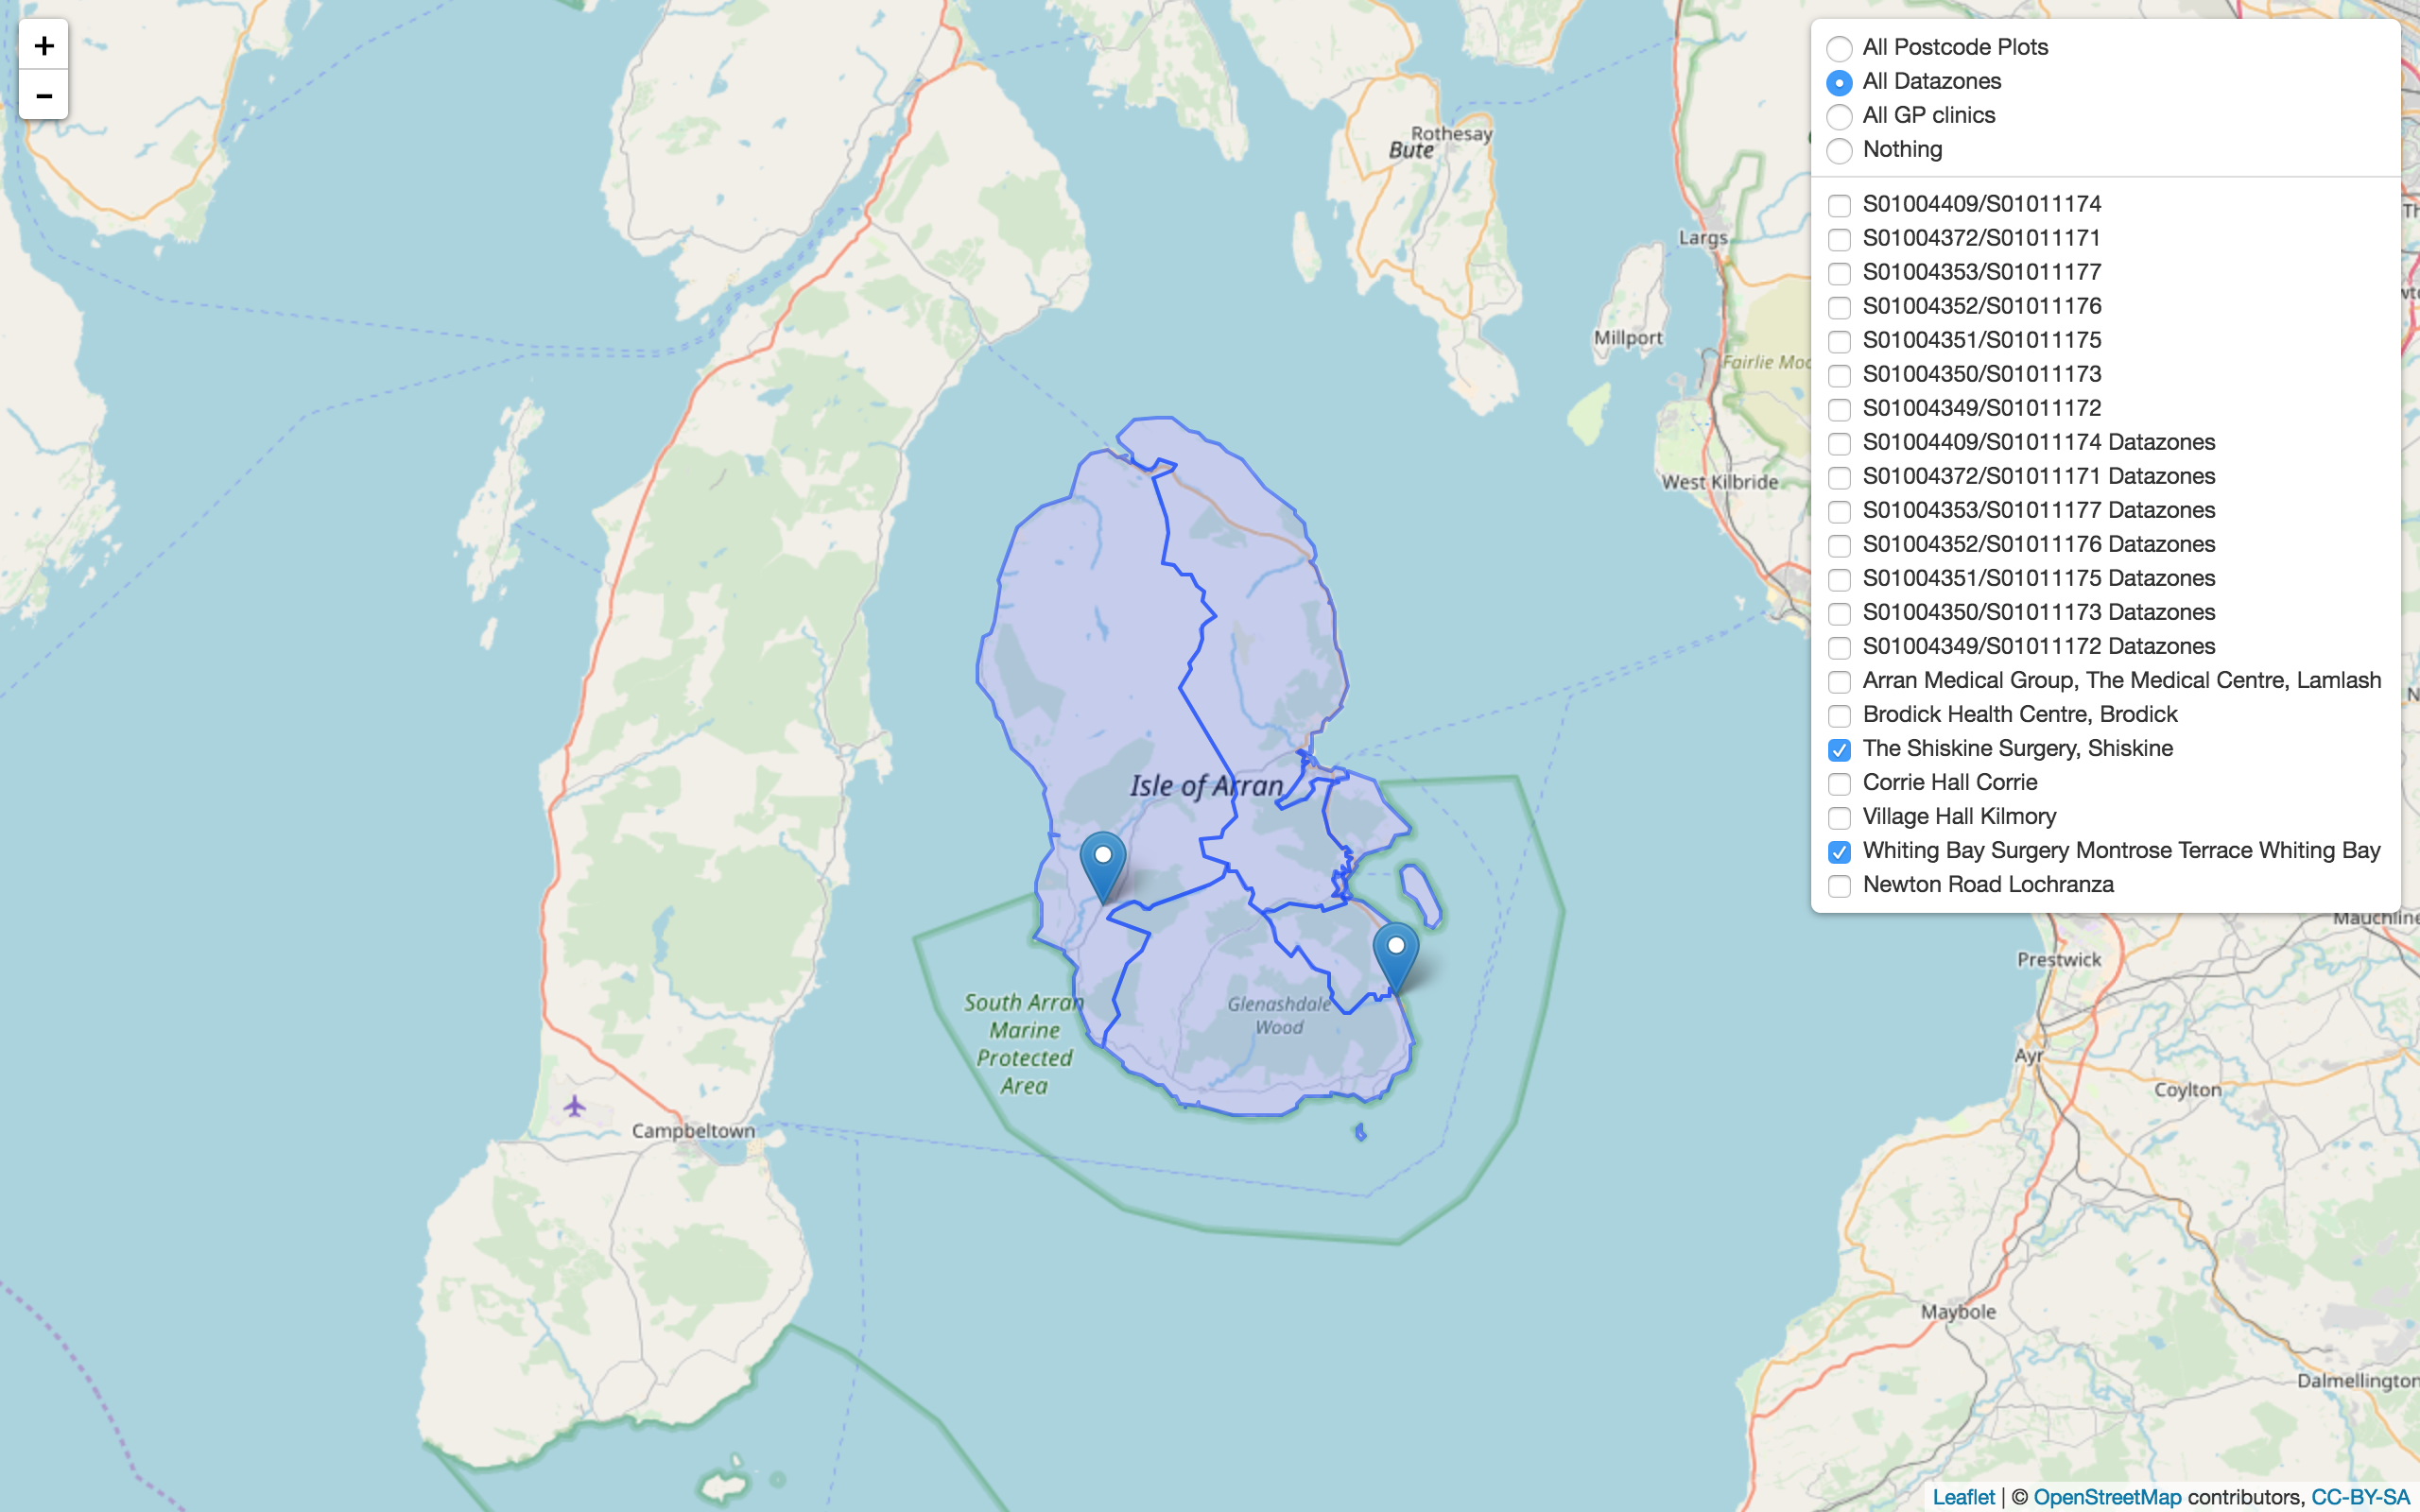 +
−
Rothesay
Bute
Largs
Millport
Fairlie Moo
West Kilbride
Isle of Arran
South Arran
Marine
Protected
Area
Glenashdale
Wood
Campbeltown
Prestwick
Mauchline
Ayr
Coylton
Maybole
Dalmellington
All Postcode Plots
All Datazones
All GP clinics
Nothing
S01004409/S01011174
S01004372/S01011171
S01004353/S01011177
S01004352/S01011176
S01004351/S01011175
S01004350/S01011173
S01004349/S01011172
S01004409/S01011174 Datazones
S01004372/S01011171 Datazones
S01004353/S01011177 Datazones
S01004352/S01011176 Datazones
S01004351/S01011175 Datazones
S01004350/S01011173 Datazones
S01004349/S01011172 Datazones
Arran Medical Group, The Medical Centre, Lamlash
Brodick Health Centre, Brodick
The Shiskine Surgery, Shiskine
Corrie Hall Corrie
Village Hall Kilmory
Whiting Bay Surgery Montrose Terrace Whiting Bay
Newton Road Lochranza
Leaflet | © OpenStreetMap contributors, CC-BY-SA